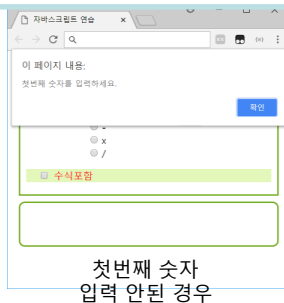 자바스크립트 연습
이 페이지 내용:
첫번째 숫자를 입력하세요.
확인
-
x
/
수식포함
첫번째 숫자
입력 안된 경우